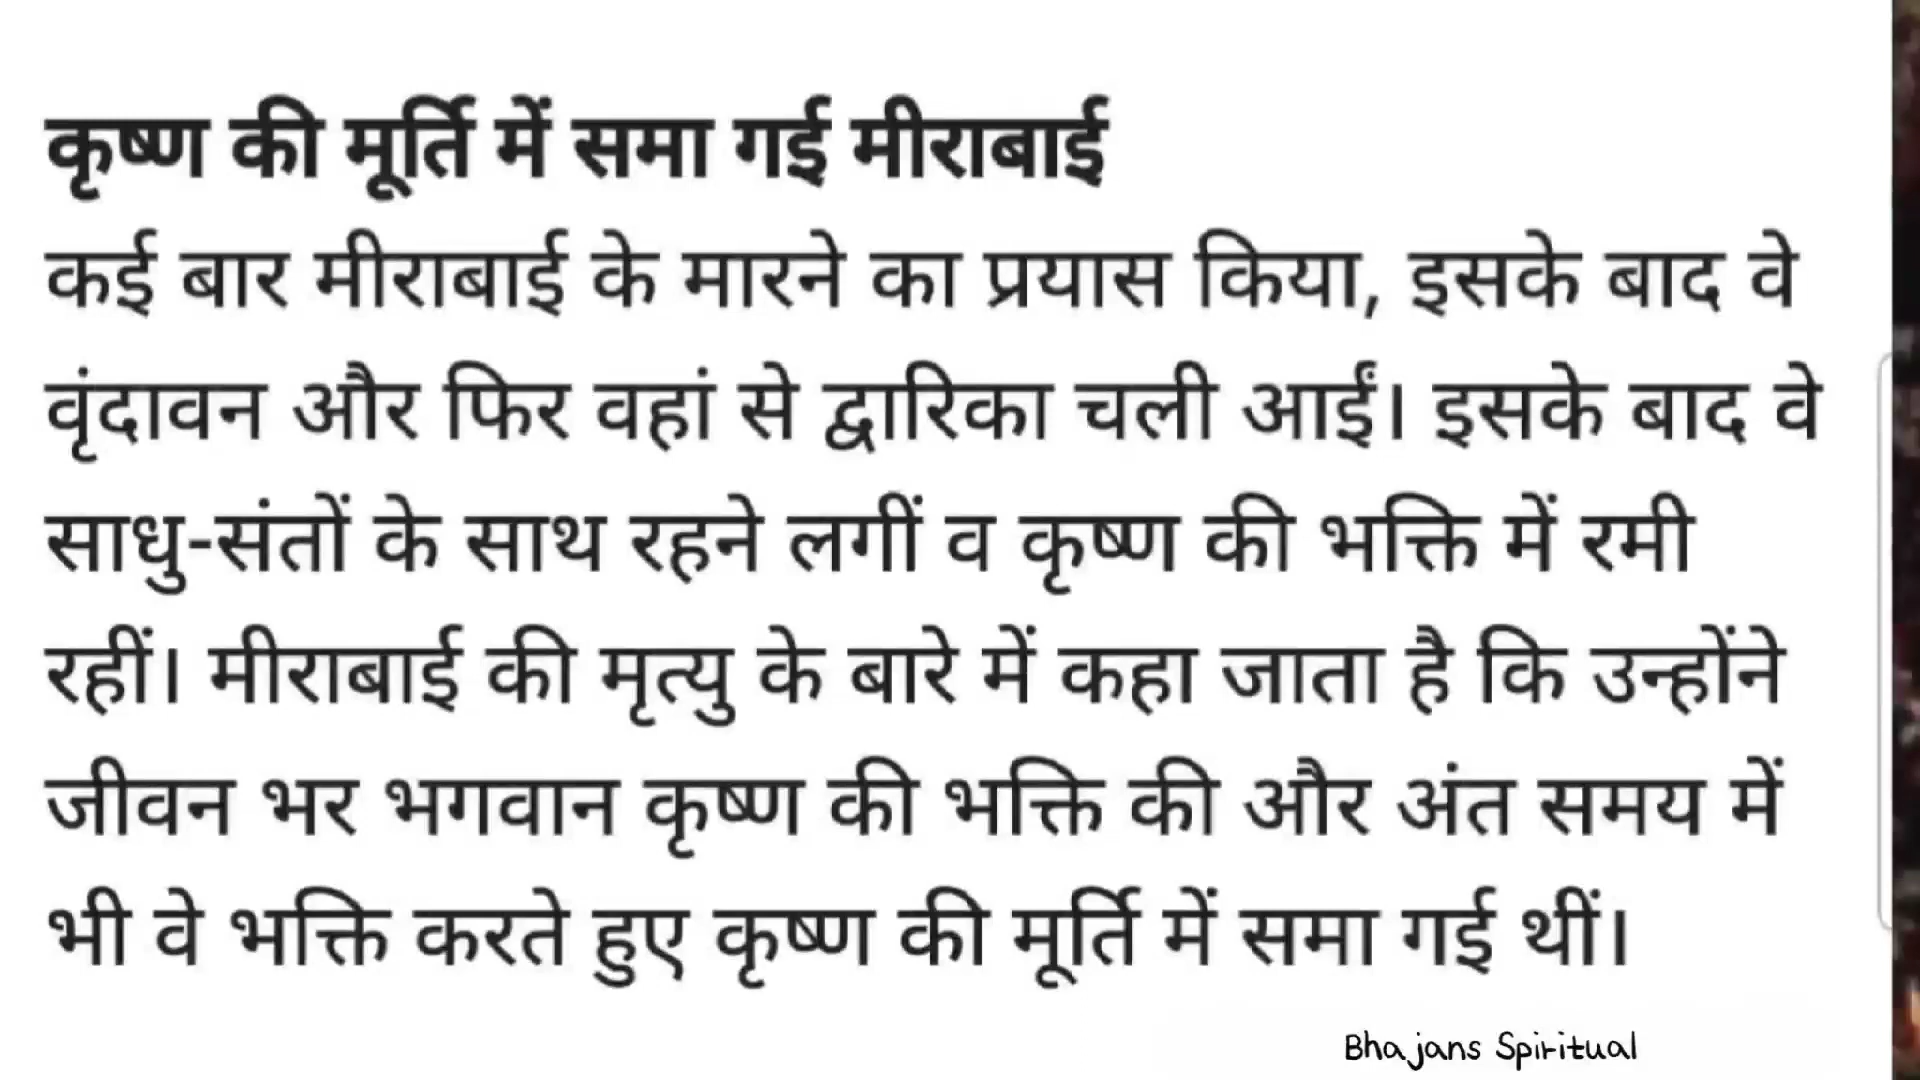 कृष्ण की मूर्ति में समा गई मीराबाई
कई बार मीराबाई के मारने का प्रयास किया, इसके बाद वे
वृंदावन और फिर वहां से द्वारिका चली आईं। इसके बाद वे
साधु-संतों के साथ रहने लगीं व कृष्ण की भक्ति में रमी
रहीं। मीराबाई की मृत्यु के बारे में कहा जाता है कि उन्होंने
जीवन भर भगवान कृष्ण की भक्ति की और अंत समय में
भी वे भक्ति करते हुए कृष्ण की मूर्ति में समा गई थीं।
Bhajans Spiritual